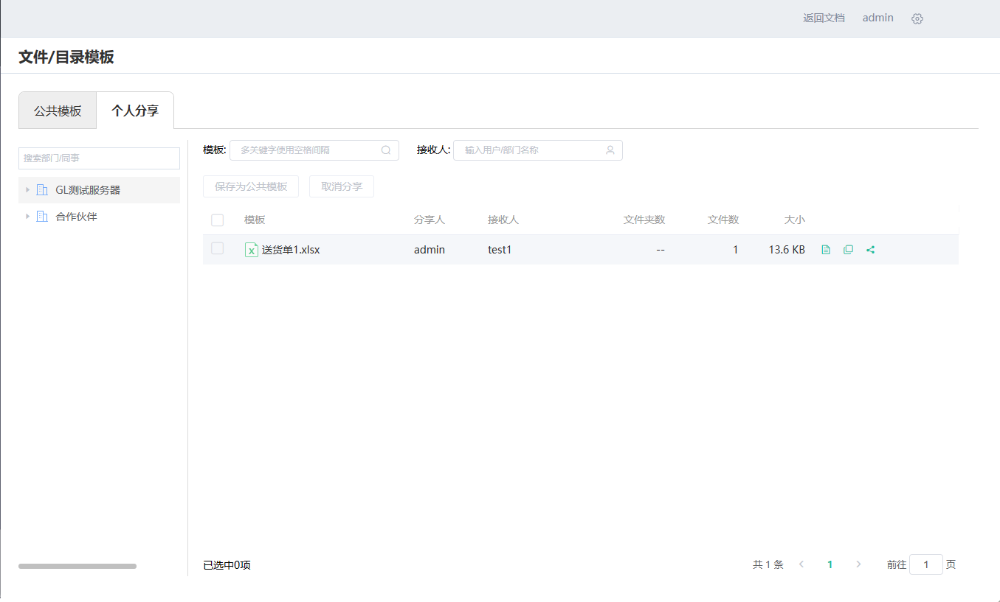 返回文档 admin
文件/目录模板
公共模板 个人分享
搜索部门/同事
GL测试服务器
合作伙伴
模板: 多关键字使用空格间隔 接收人: 输入用户/部门名称
保存为公共模板 取消分享
模板 分享人 接收人 文件夹数 文件数 大小
送货单1.xlsx admin test1 -- 1 13.6 KB
已选中0项 共 1 条 1 前往 1 页